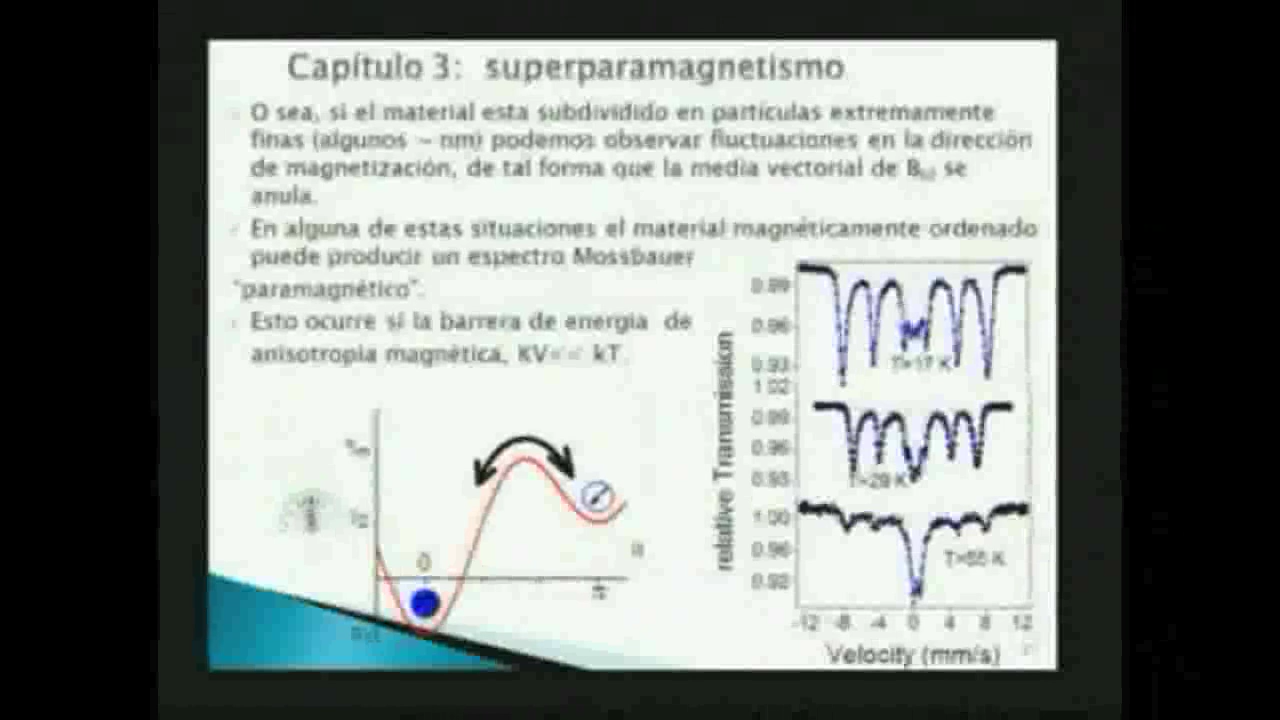 Capítulo 3: superparamagnetismo
O sea, si el material esta subdividido en partículas extremamente
finas (algunos ~ nm) podemos observar fluctuaciones en la dirección
de magnetización, de tal forma que la media vectorial de B se
anula.
En alguna de estas situaciones el material magnéticamente ordenado
puede producir un espectro Mossbauer
"paramagnético".
Esto ocurre si la barrera de energía de
anisotropía magnética, KV kT.
0
relative Transmission
0.99
0.96
0.93
T=17 K
1.02
0.99
0.96
0.93
T=29 K
1.00
0.96
0.92
-12 -8 -4 0 4 8 12
Velocity (mm/s)